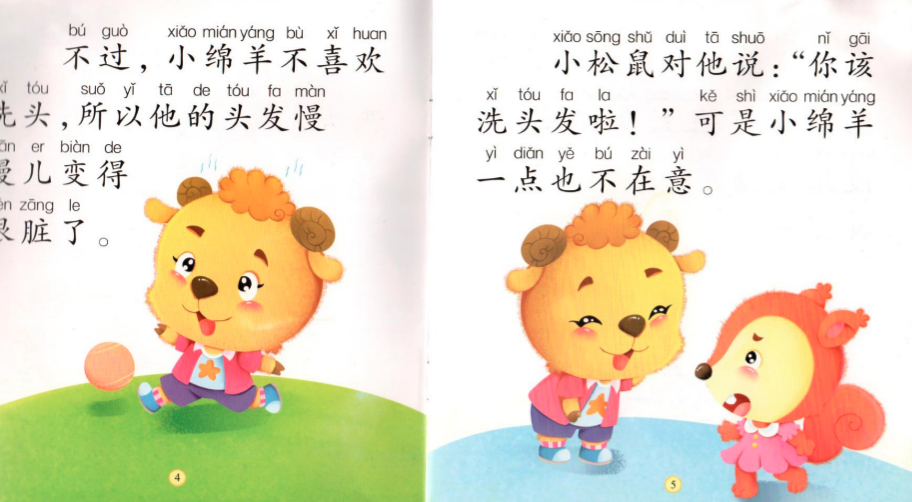 bú guò xiǎo mián yáng bù xǐ huan
不过，小绵羊不喜欢
tóu suǒ yǐ tā de tóu fa màn
洗头，所以他的头发慢
er biàn de
慢儿变得
zāng le
很脏了。
4
xiǎo sōng shǔ duì tā shuō nǐ gāi
小松鼠对他说：“你该
xǐ tóu fa la kě shì xiǎo mián yáng
洗头发啦！”可是小绵羊
yì diǎn yě bú zài yì
一点也不在意。
5